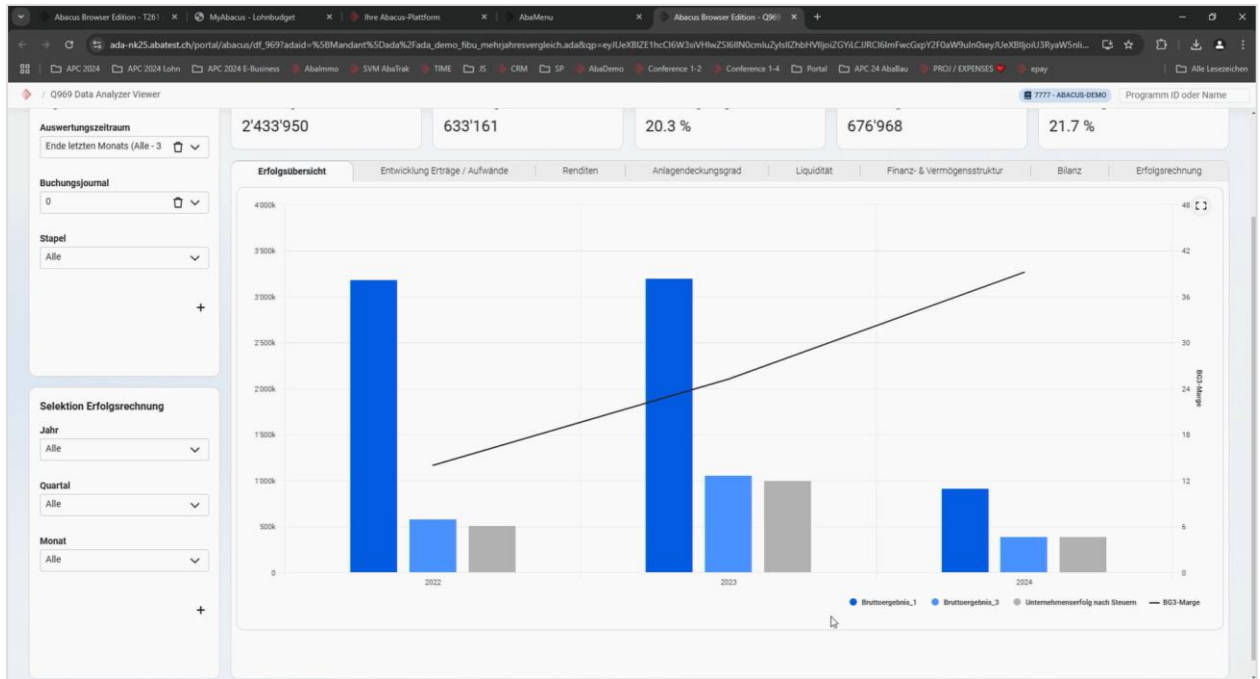 Abacus Browser Edition - T261
MyAbacus - Lohnbudget
Ihre Abacus-Plattform
AbaMenu
Abacus Browser Edition - Q969
APC 2024
APC 2024 Lohn
APC 2024 E-Business
AbaImmo
SVM AbaTrak
TIME
JS
CRM
SP
AbaDemo
Conference 1-2
Conference 1-4
Portal
APC 24 AbaBau
PROJ / EXPENSES
epay
Alle Lesezeichen
/ Q969 Data Analyzer Viewer
7777 - ABACUS-DEMO
Programm ID oder Name
Auswertungszeitraum
Ende letzten Monats (Alle - 3
Buchungsjournal
0
Stapel
Alle
+
Selektion Erfolgsrechnung
Jahr
Alle
Quartal
Alle
Monat
Alle
+
2'433'950
633'161
20.3 %
676'968
21.7 %
Erfolgsübersicht
Entwicklung Erträge / Aufwände
Renditen
Anlagendeckungsgrad
Liquidität
Finanz- & Vermögensstruktur
Bilanz
Erfolgsrechnung
4'000k
3'500k
3'000k
2'500k
2'000k
1'500k
1'000k
500k
0
48
42
36
30
24
18
12
6
0
BG3-Marge
2022
2023
2024
Bruttoergebnis_1
Bruttoergebnis_3
Unternehmenserfolg nach Steuern
BG3-Marge